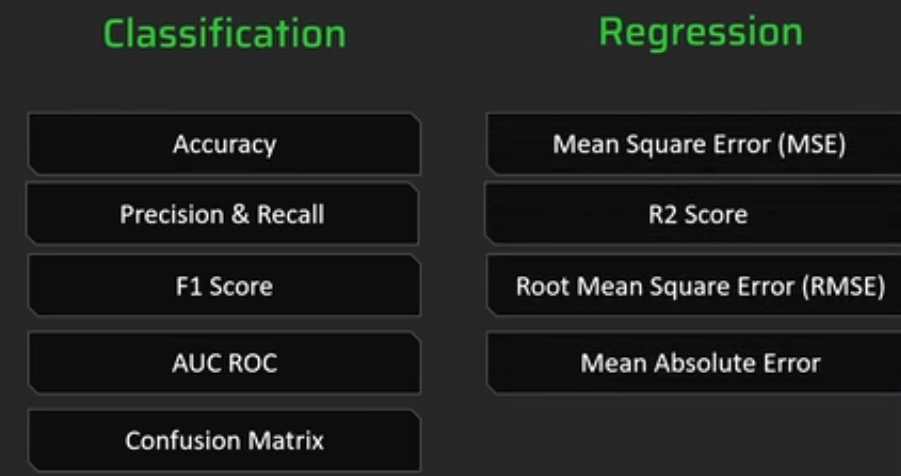 Classification
Accuracy
Precision & Recall
F1 Score
AUC ROC
Confusion Matrix
Regression
Mean Square Error (MSE)
R2 Score
Root Mean Square Error (RMSE)
Mean Absolute Error